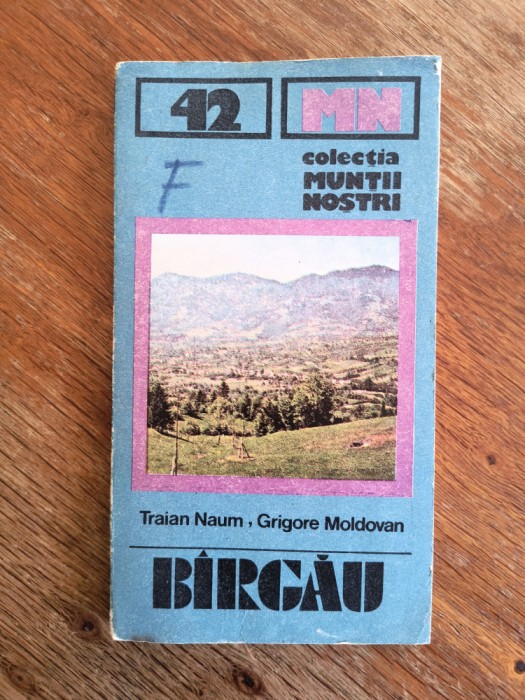 42
MN
colecția
MUNȚII
NOȘTRI
F
Traian Naum, Grigore Moldovan
BÎRGĂU